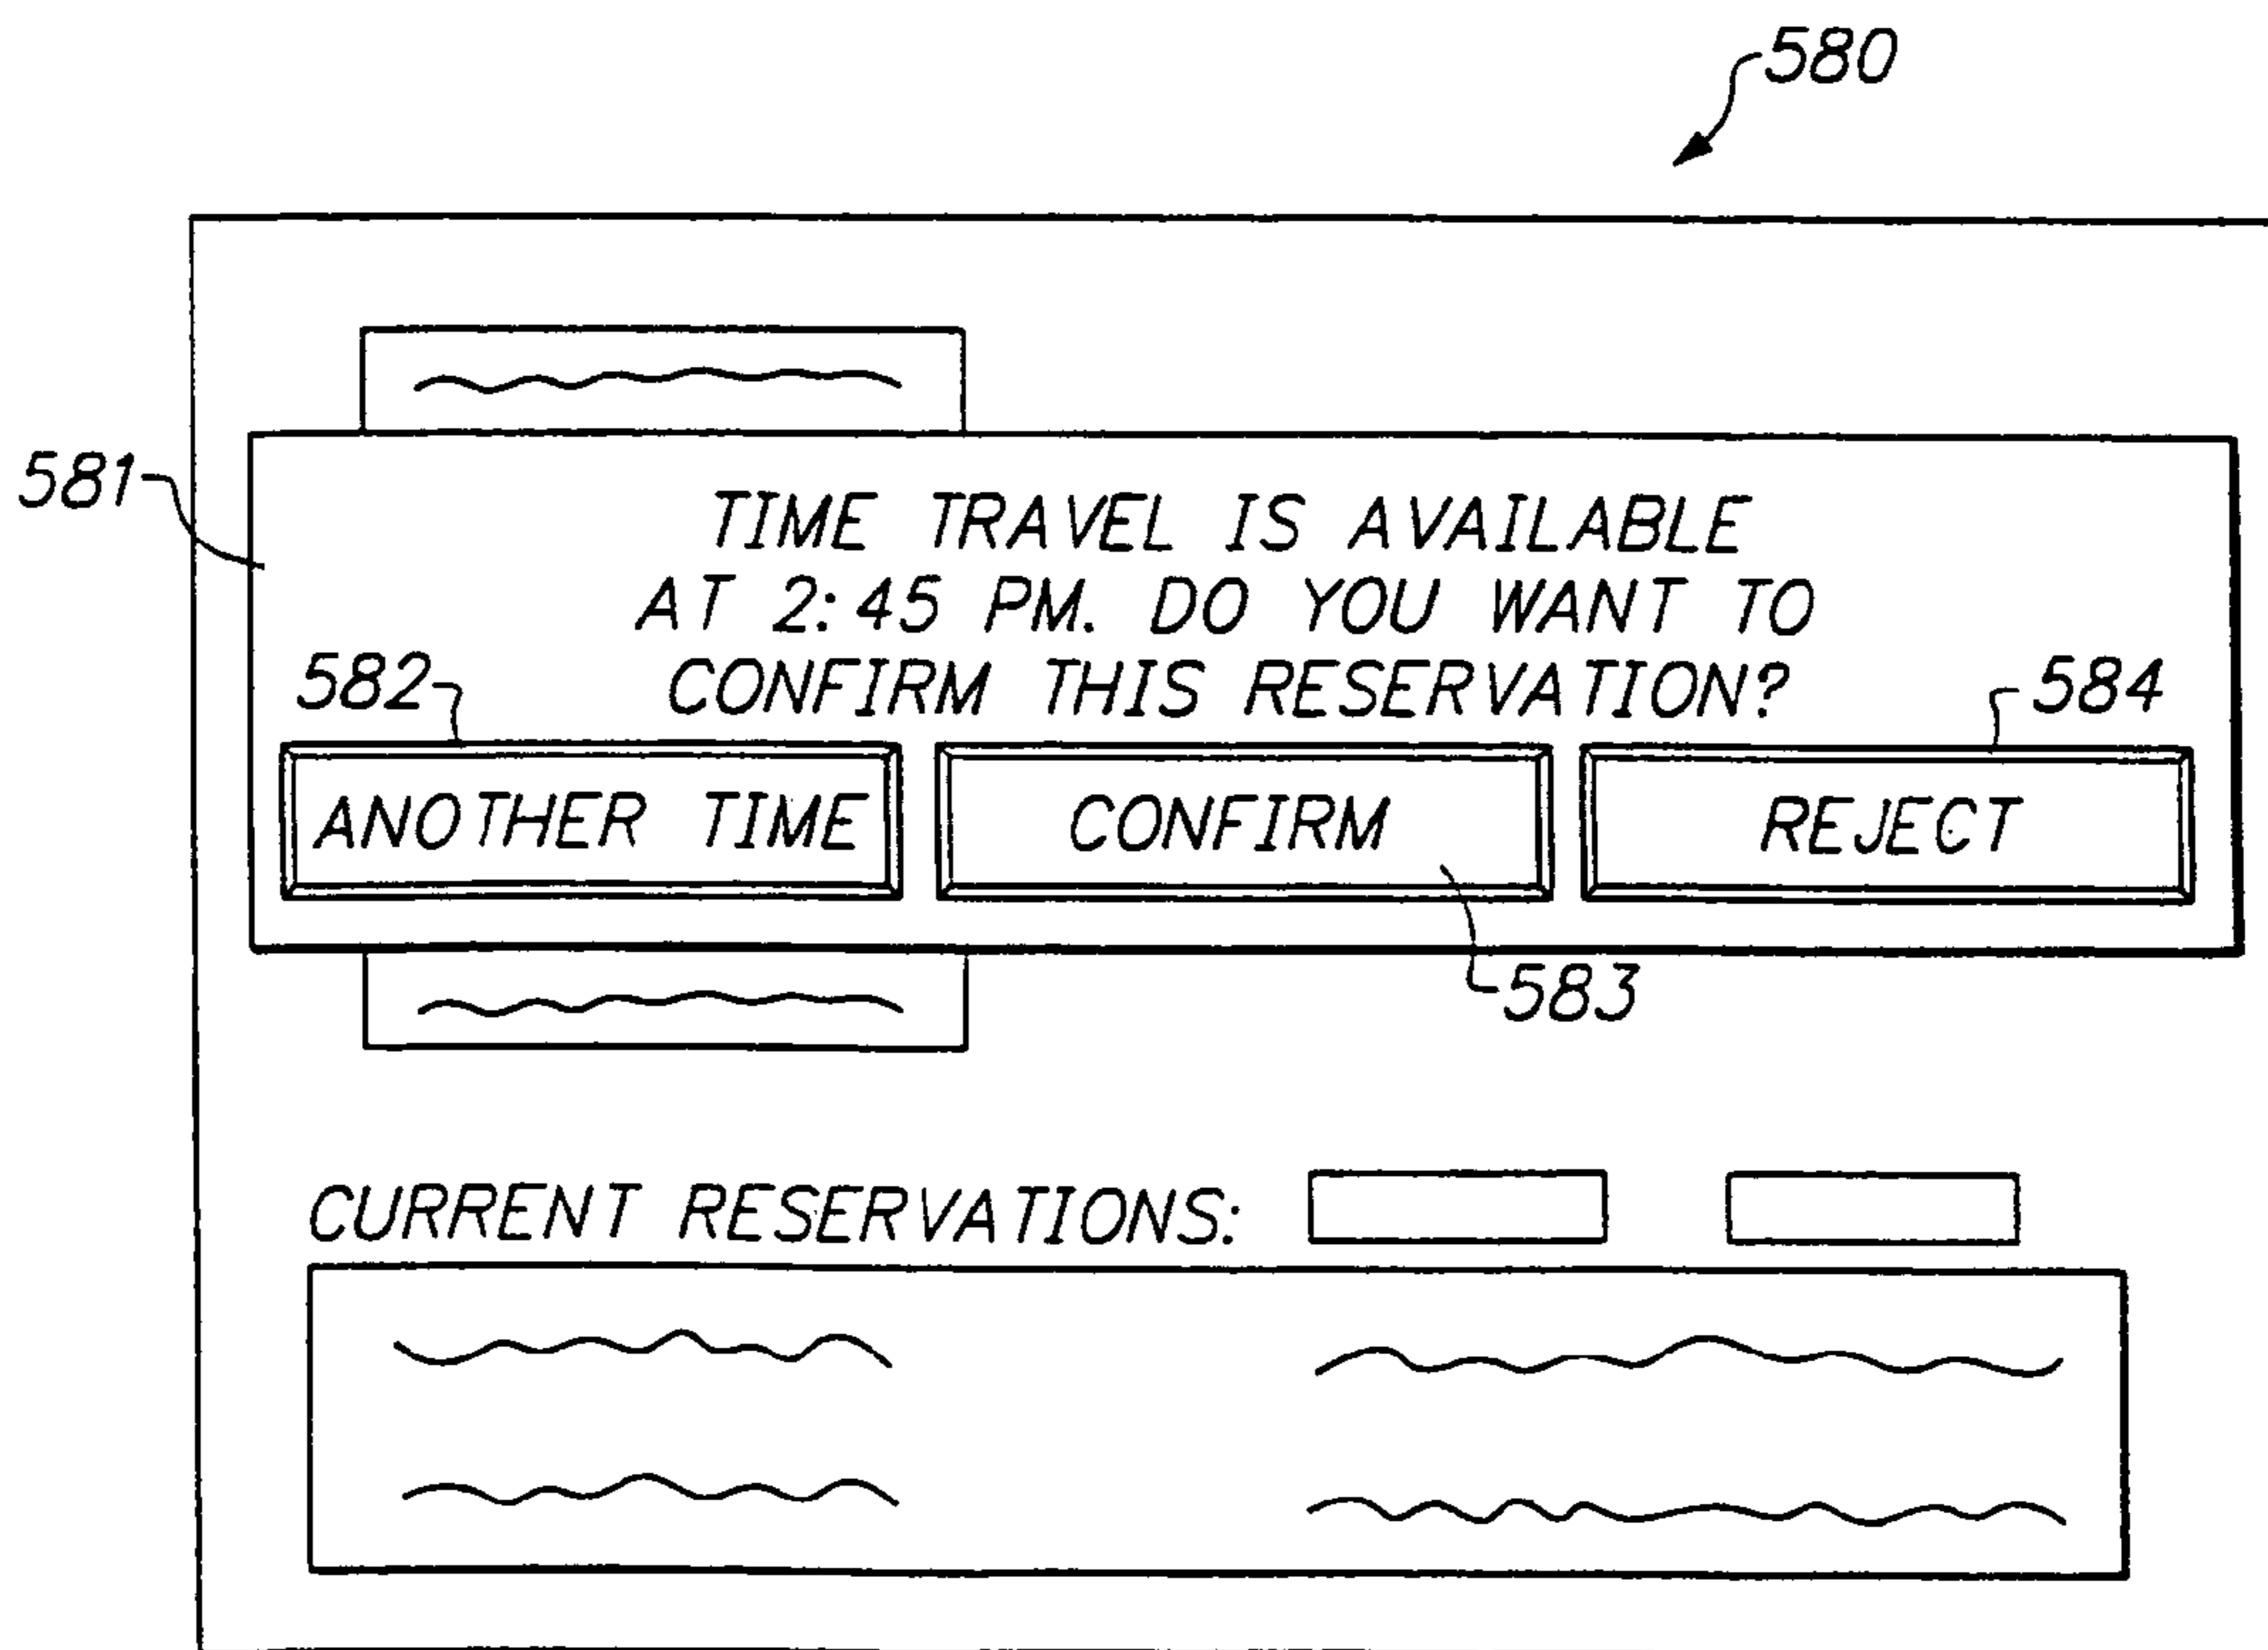 580
581
TIME TRAVEL IS AVAILABLE
AT 2:45 PM. DO YOU WANT TO
CONFIRM THIS RESERVATION?
582
584
ANOTHER TIME
CONFIRM
REJECT
583
CURRENT RESERVATIONS: